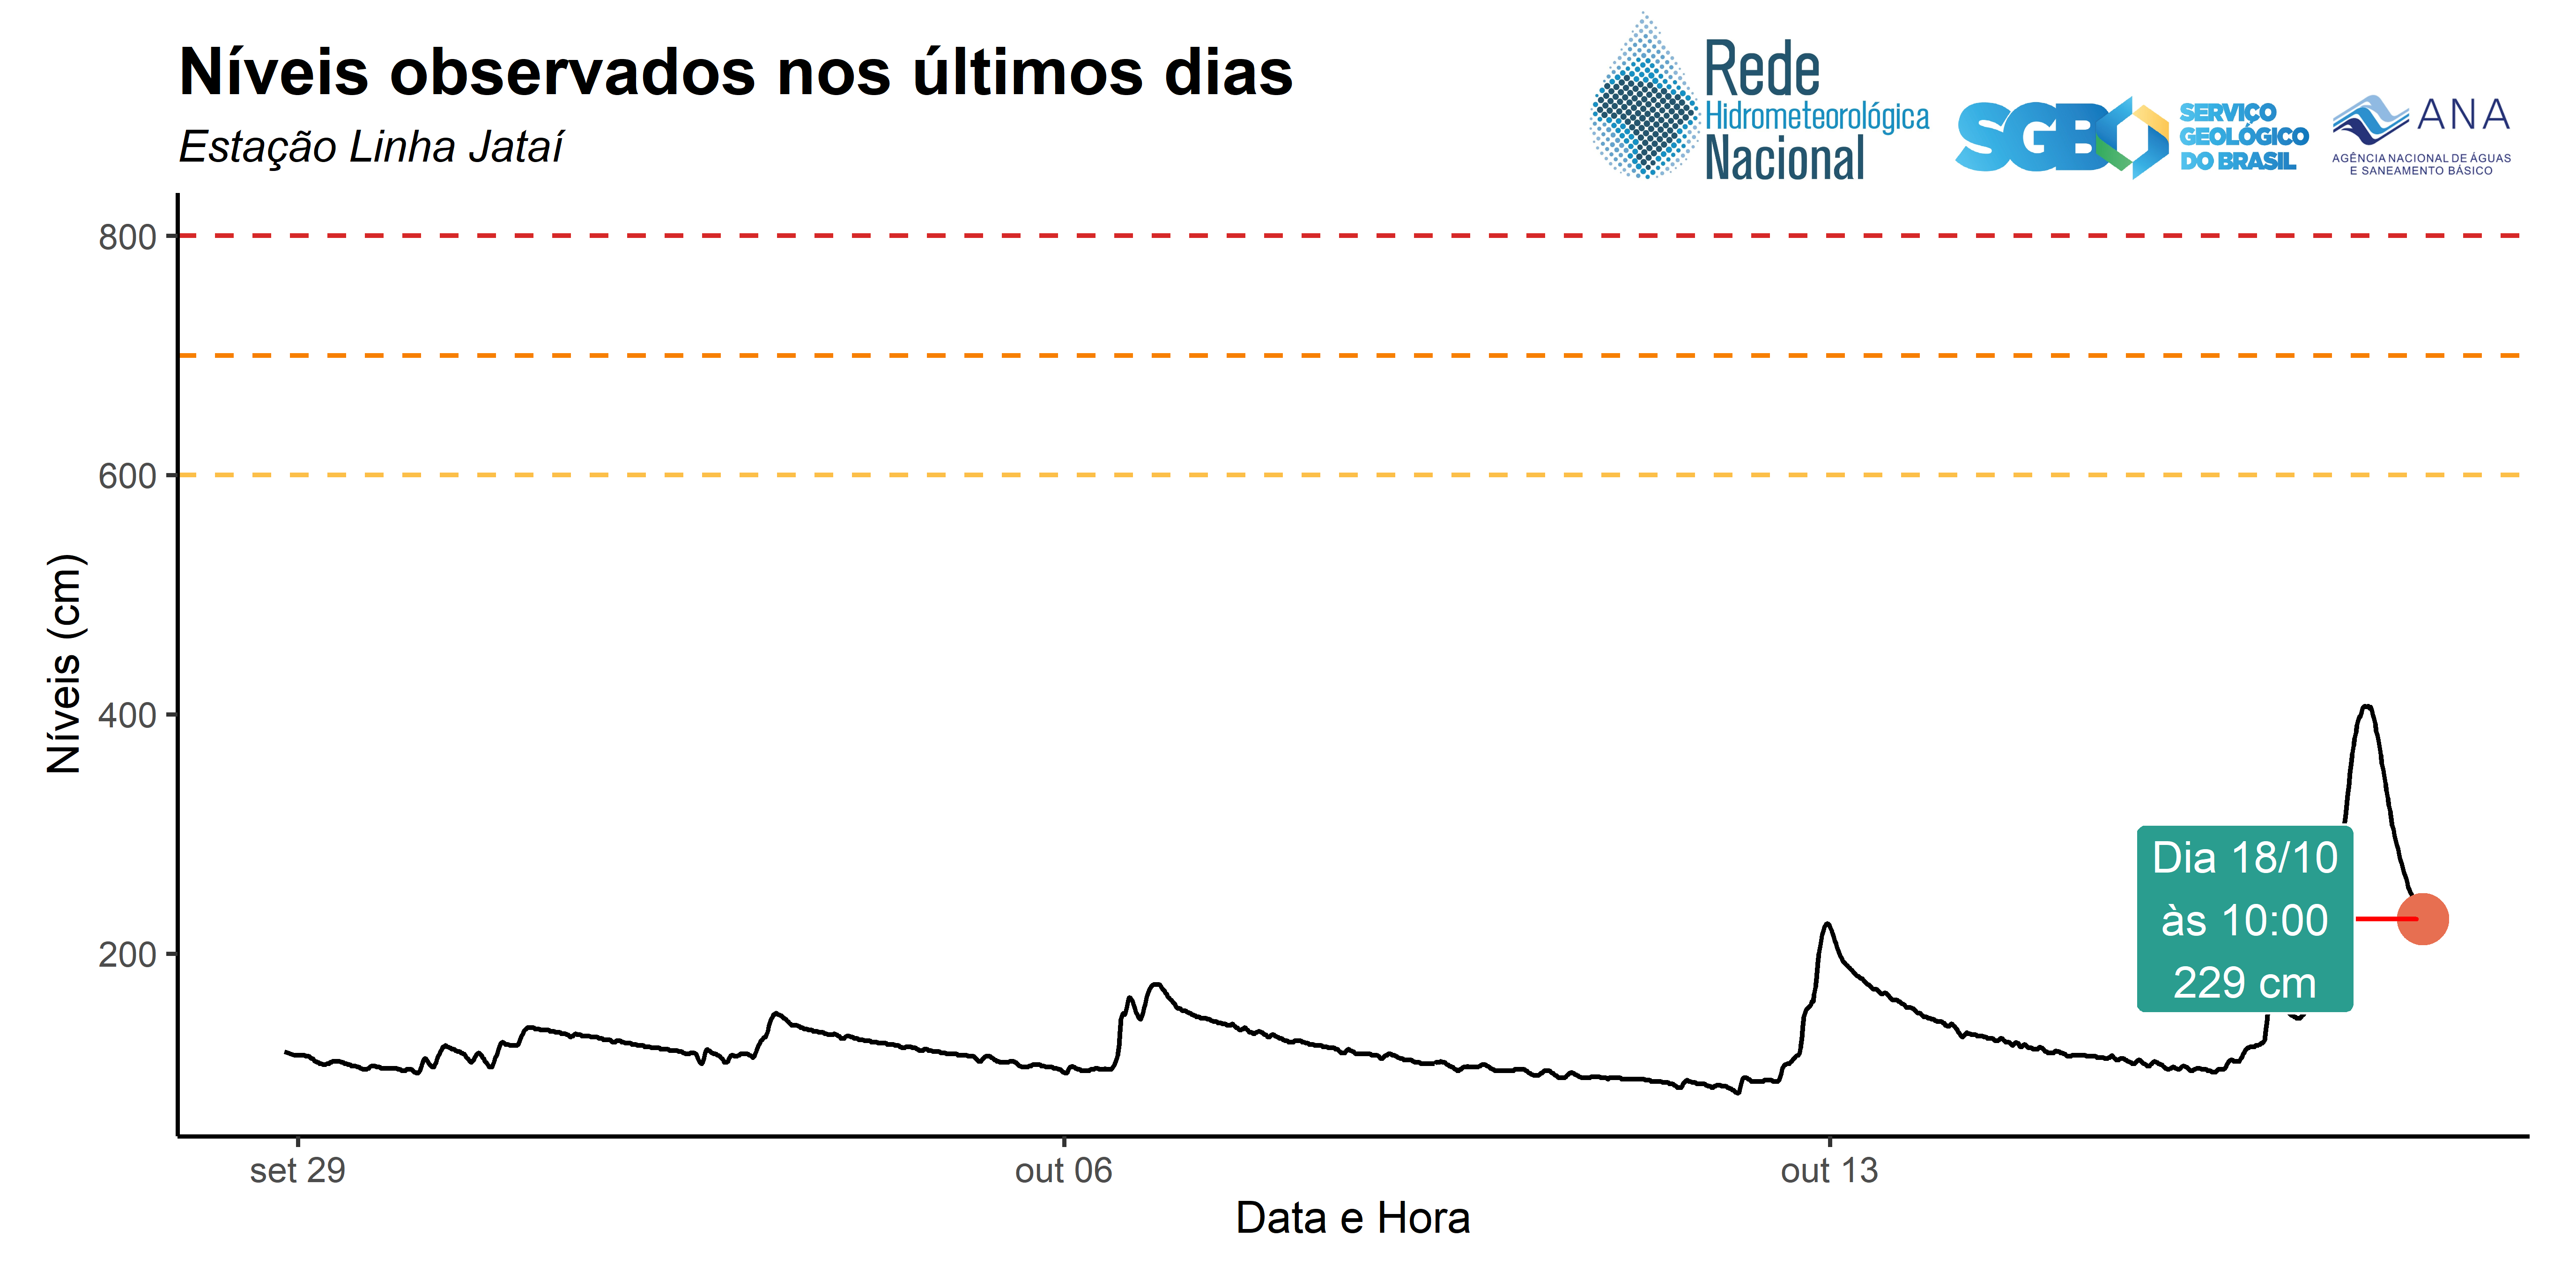 Níveis observados nos últimos dias
Estação Linha Jataí
Rede
Hidrometeorológica
Nacional
SGB
SERVIÇO
GEOLÓGICO
DO BRASIL
ANA
AGÊNCIA NACIONAL DE ÁGUAS
E SANEAMENTO BÁSICO
800
600
400
200
Níveis (cm)
Dia 18/10
às 10:00
229 cm
set 29
out 06
out 13
Data e Hora